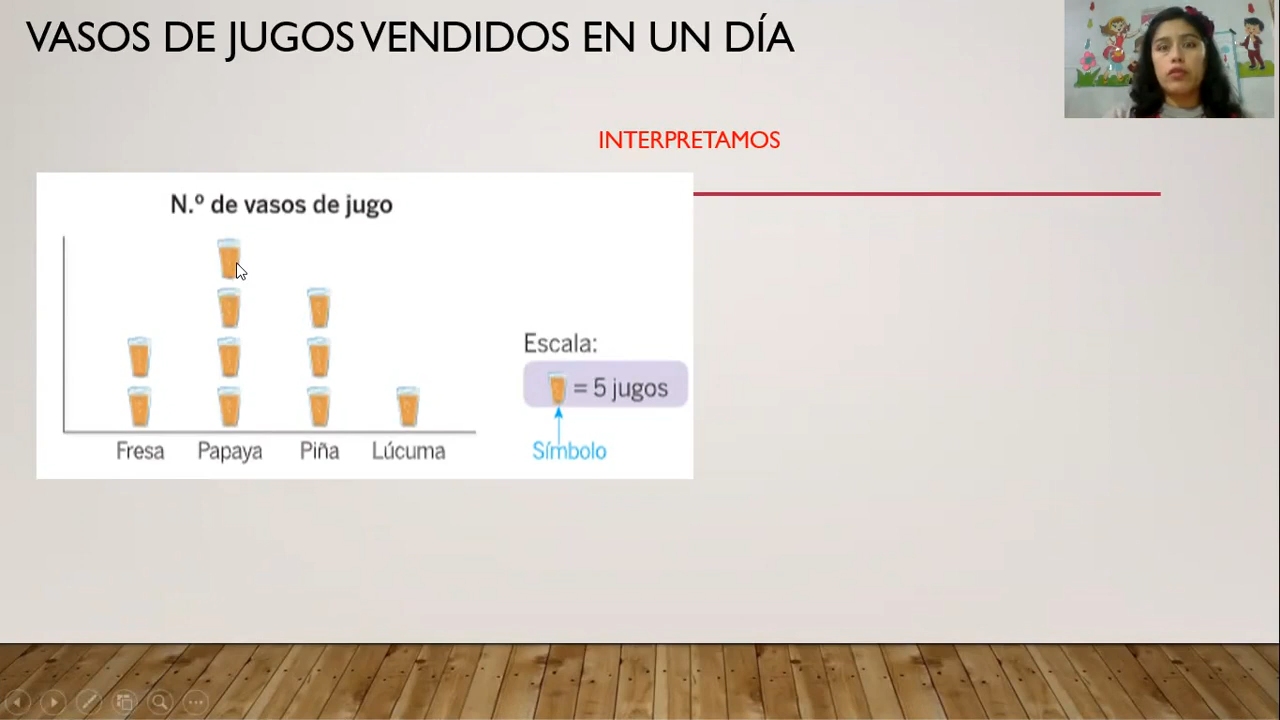 VASOS DE JUGOS VENDIDOS EN UN DÍA
INTERPRETAMOS
N.º de vasos de jugo
Escala:
= 5 jugos
Símbolo
Fresa Papaya Piña Lúcuma